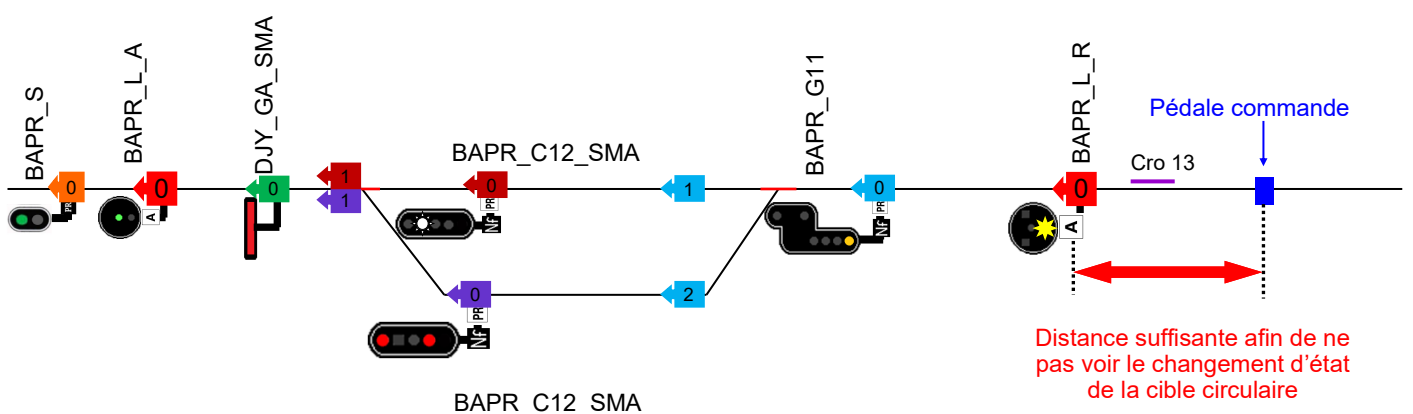 BAPR_S
BAPR_L_A
DJY_GA_SMA
BAPR_C12_SMA
BAPR_G11
BAPR_L_R
Pédale commande
Cro 13
0
PR
0
A
0
1
1
0
PR
NF
1
0
PR
NF
0
A
0
PR
NF
2
Distance suffisante afin de ne
pas voir le changement d'état
de la cible circulaire
BAPR_C12_SMA